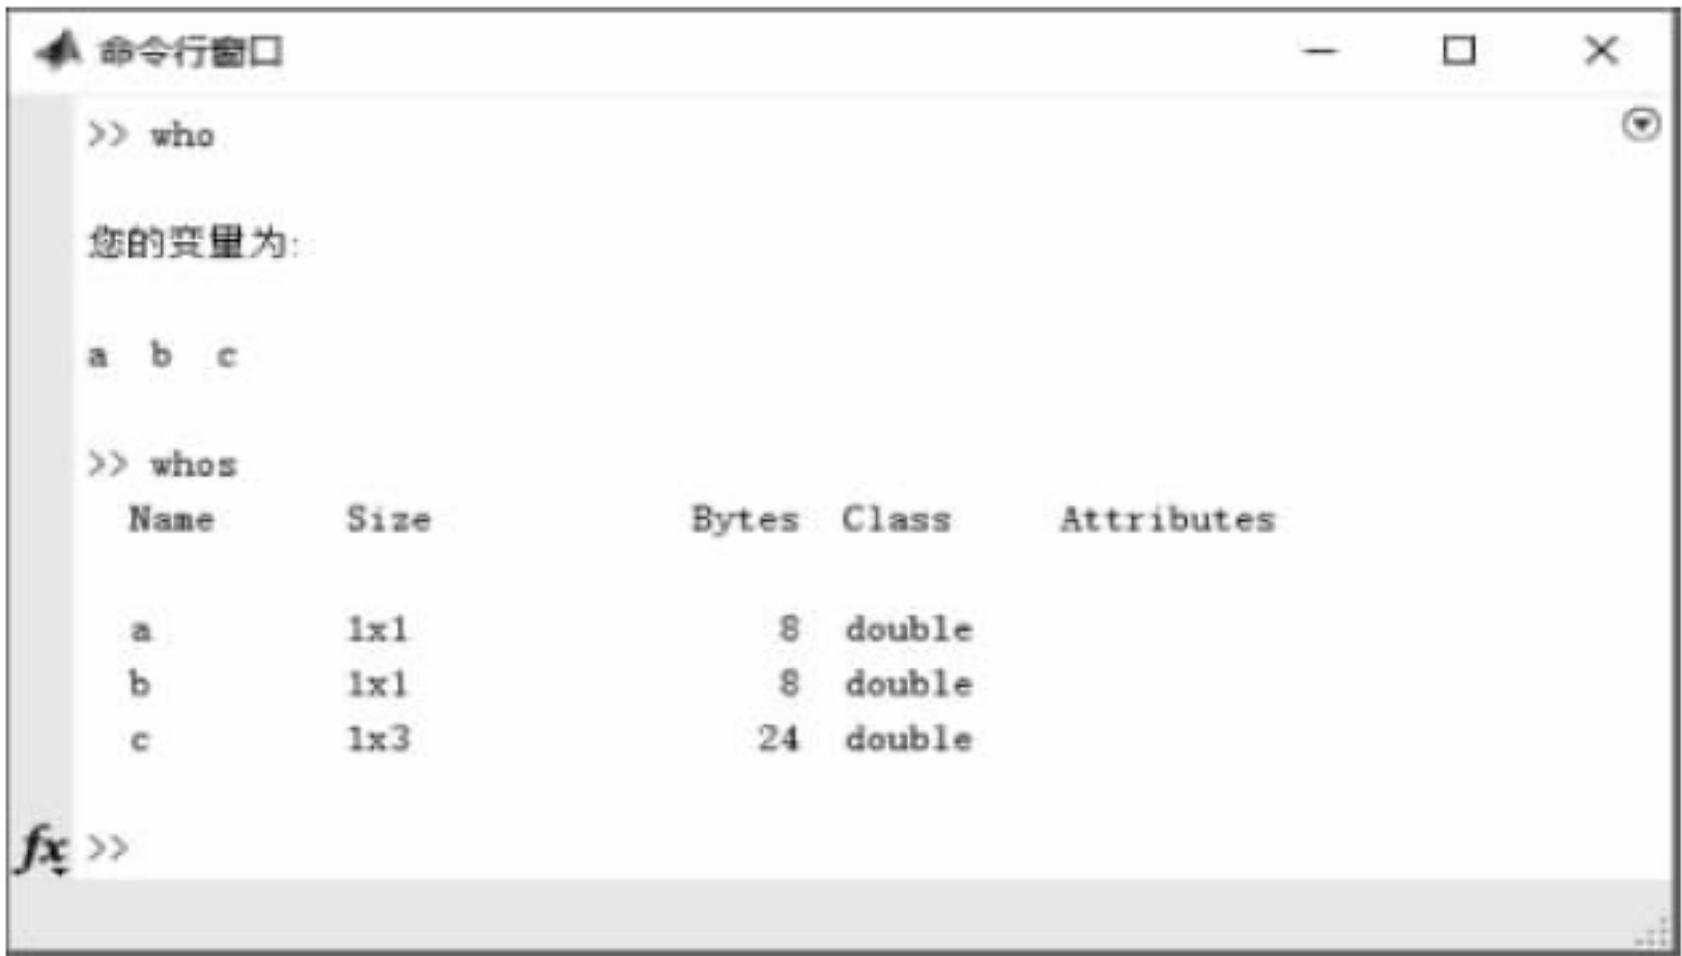 命令行窗口
>> who
您的变量为:
a  b  c
>> whos
Name      Size            Bytes  Class     Attributes
a         1x1                 8  double
b         1x1                 8  double
c         1x3                24  double
fx >>